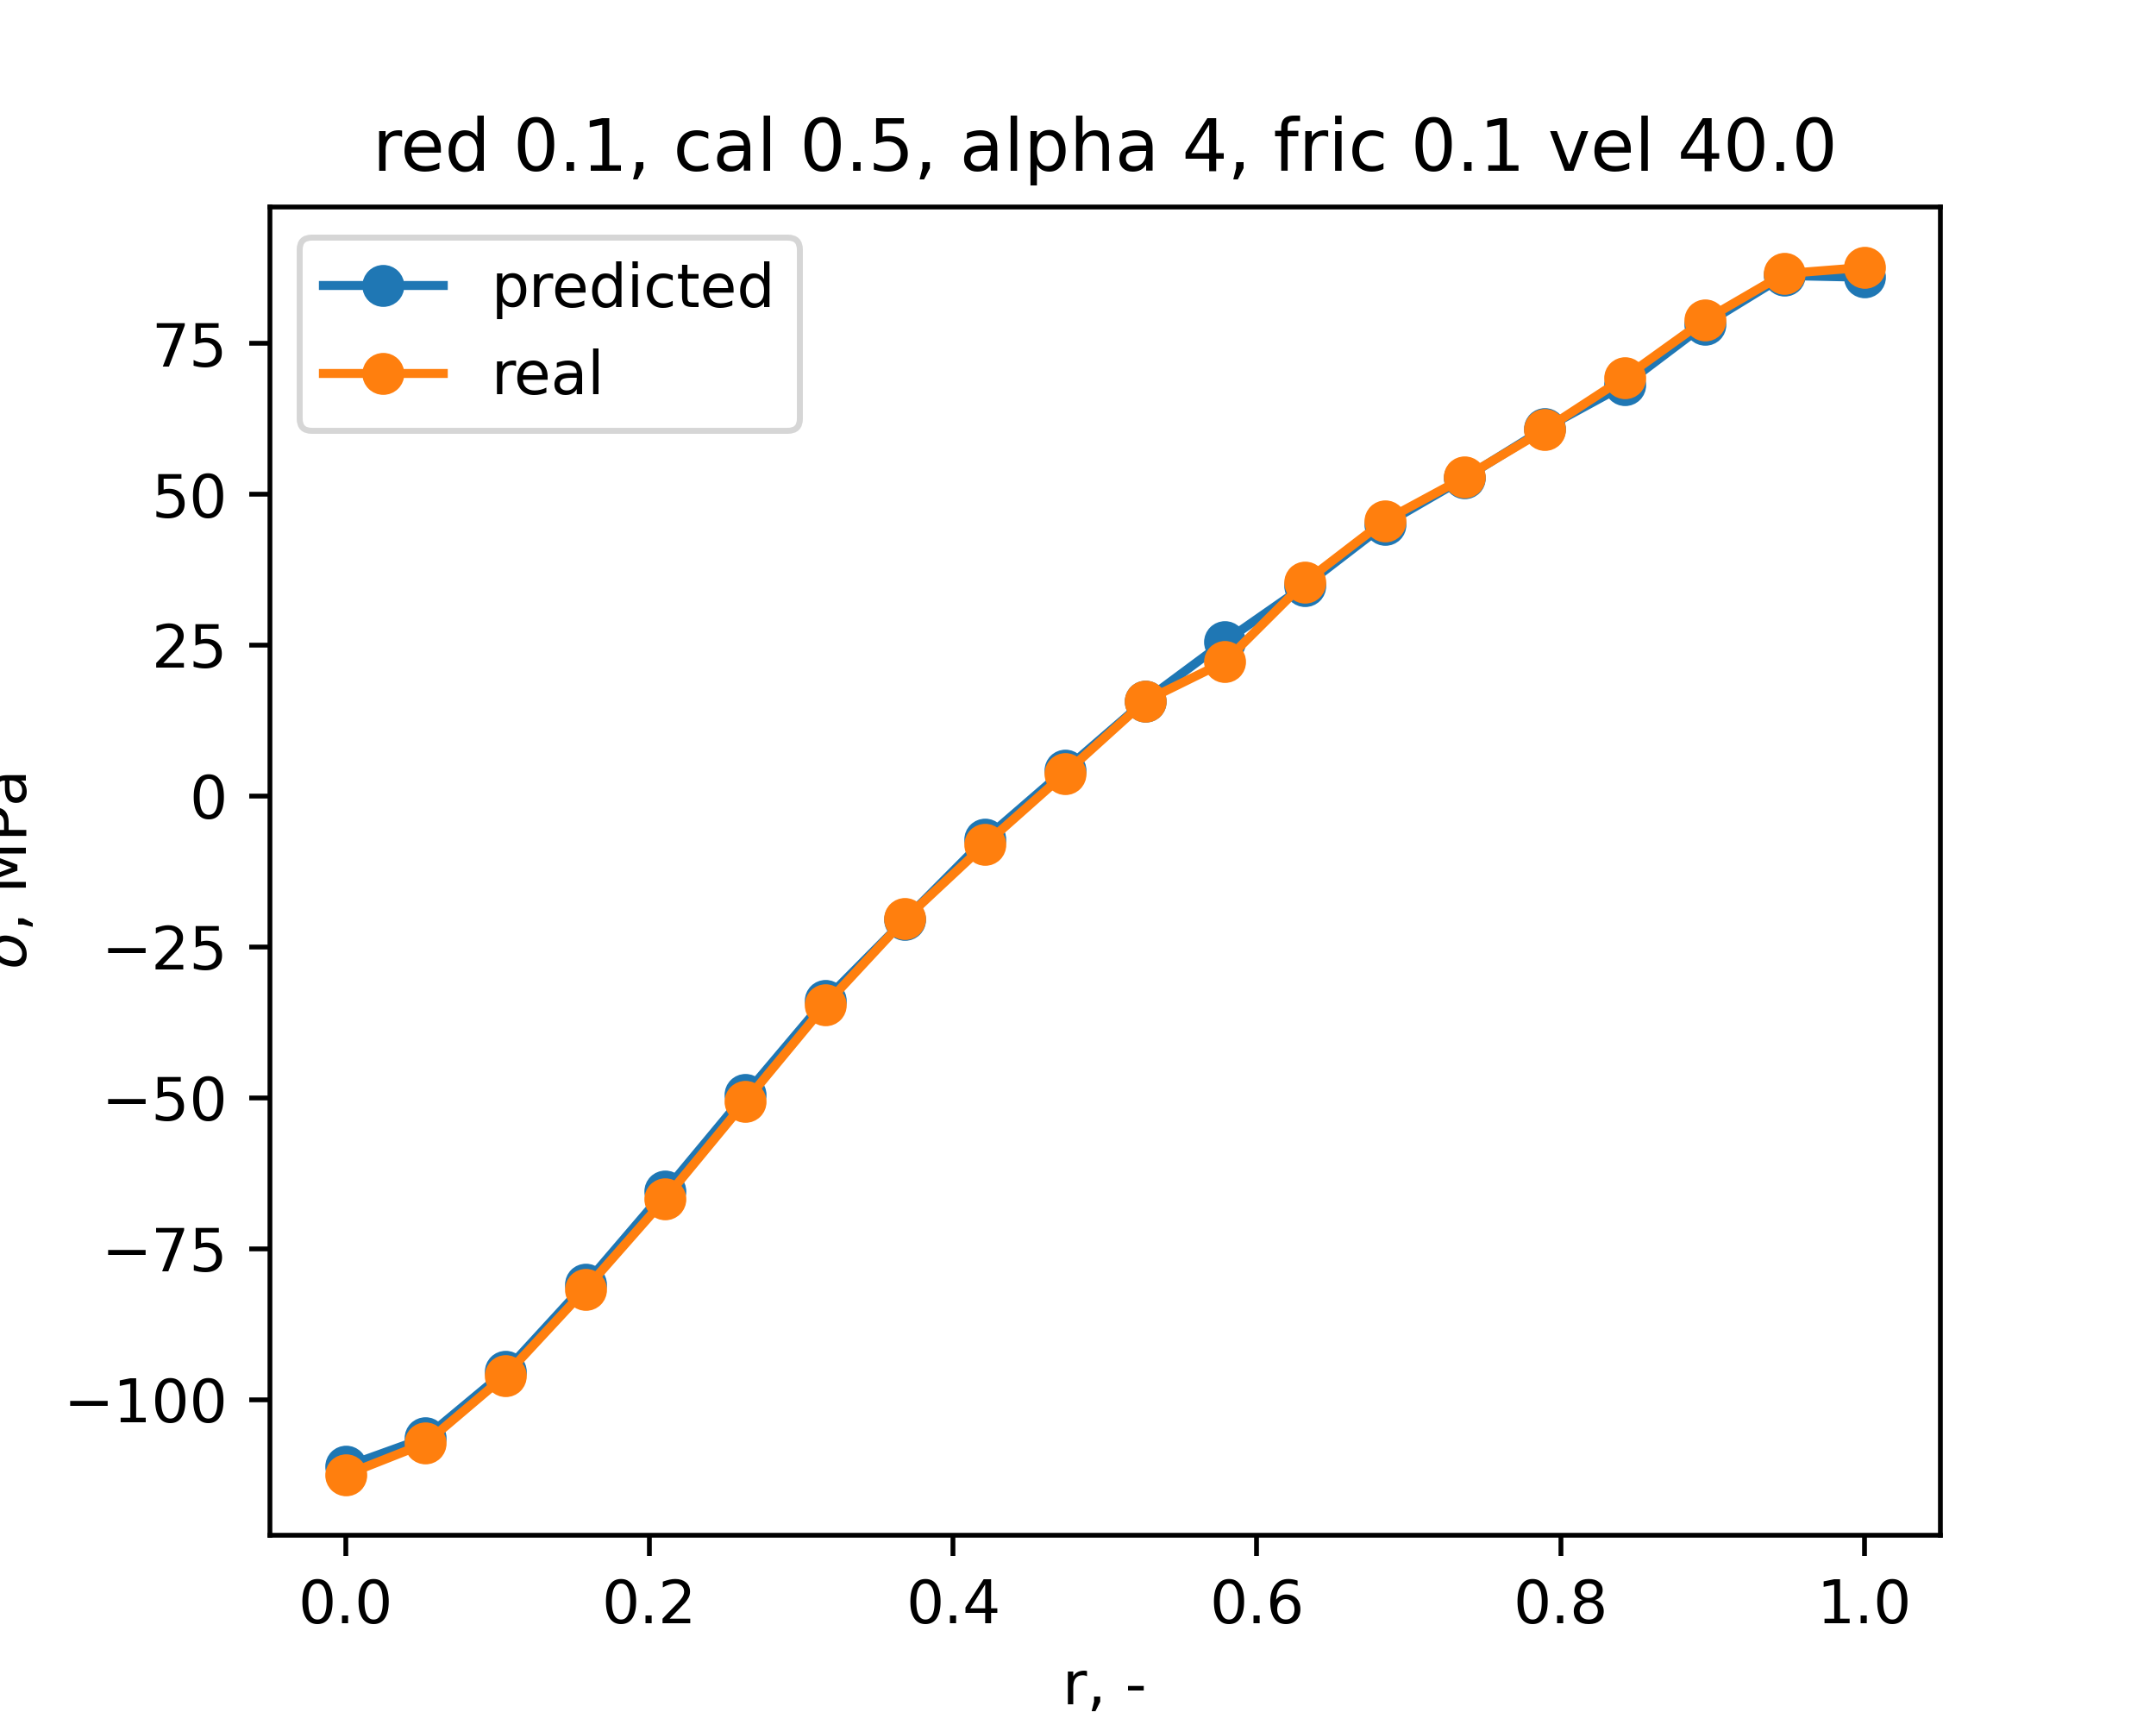 red 0.1, cal 0.5, alpha 4, fric 0.1 vel 40.0
predicted
real
75
50
25
0
−25
−50
−75
−100
σ, MPa
0.0 0.2 0.4 0.6 0.8 1.0
r, -